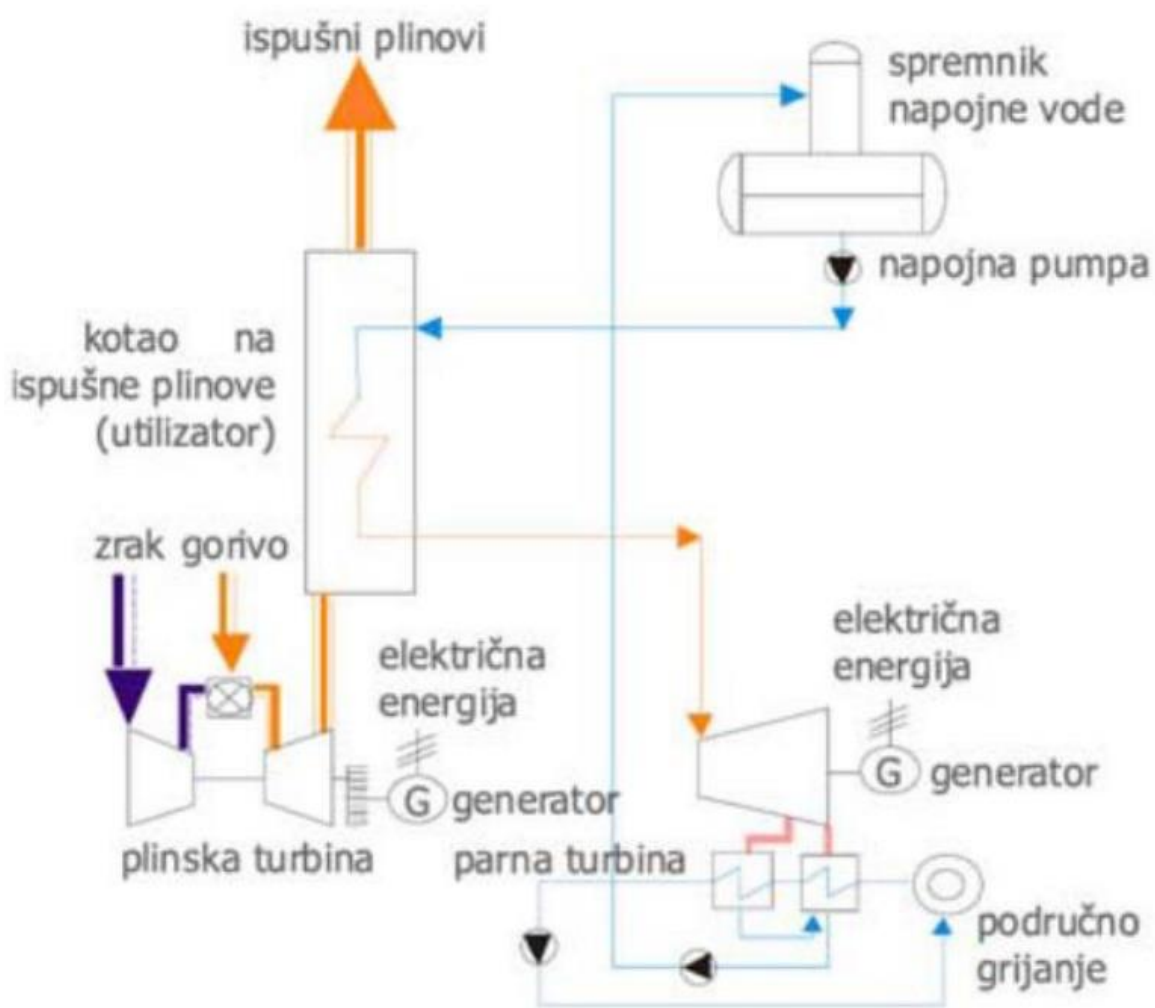 ispušni plinovi
spremnik
napojne vode
napojna pumpa
kotao na
ispušne plinove
(utilizator)
zrak gorivo
električna
energija
električna
energija
G generator
G generator
plinska turbina
parna turbina
područno
grijanje